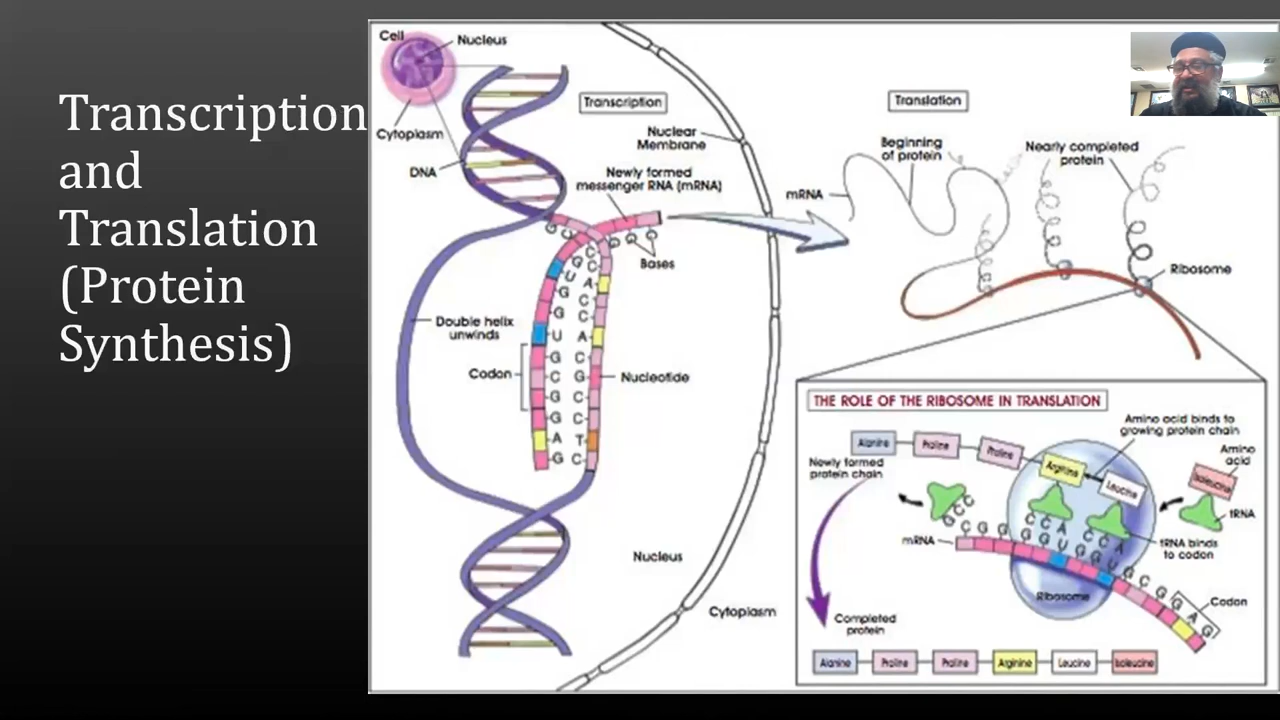 Transcription
and
Translation
(Protein
Synthesis)
Cell
Nucleus
Cytoplasm
DNA
Transcription
Nuclear
Membrane
Newly formed
messenger RNA (mRNA)
Bases
Double helix
unwinds
Codon
Nucleotide
G
U
G
G
U
G
C
G
G
A
G
C
C
A
C
C
A
C
G
C
C
T
C
Nucleus
Cytoplasm
Translation
mRNA
Beginning
of protein
Nearly completed
protein
Ribosome
THE ROLE OF THE RIBOSOME IN TRANSLATION
Amino acid binds to
growing protein chain
Amino
acid
Alanine
Proline
Proline
Arginine
Leucine
Isoleucine
Newly formed
protein chain
tRNA
tRNA binds
to codon
G C C
C C A
C C A
mRNA
C G G G G U G G U G C G G A G
Ribosome
Codon
Completed
protein
Alanine
Proline
Proline
Arginine
Leucine
Isoleucine